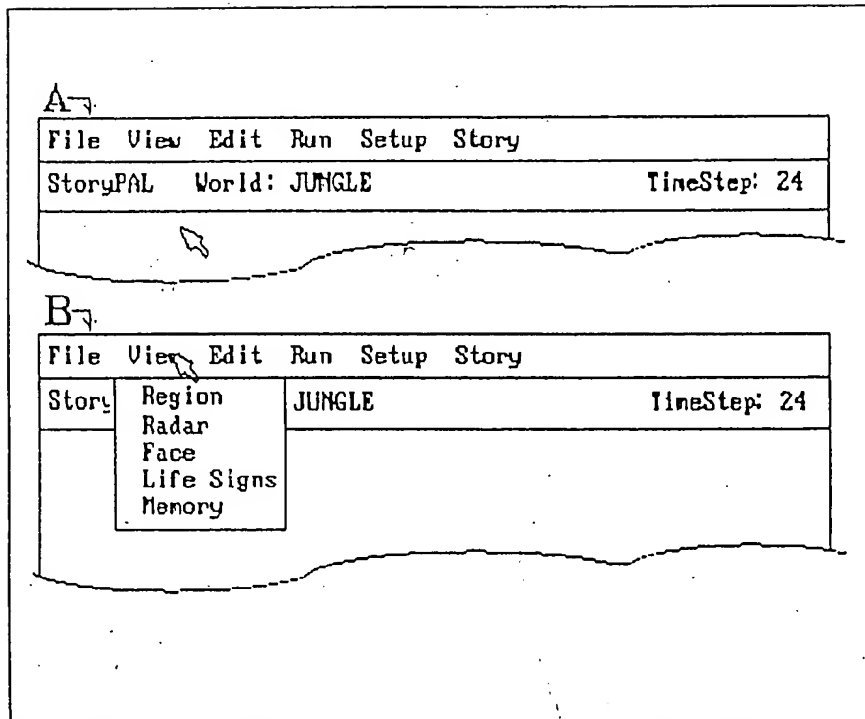 A
File View Edit Run Setup Story
StoryPAL World: JUNGLE TimeStep: 24
B
File View Edit Run Setup Story
Story JUNGLE TimeStep: 24
Region
Radar
Face
Life Signs
Memory